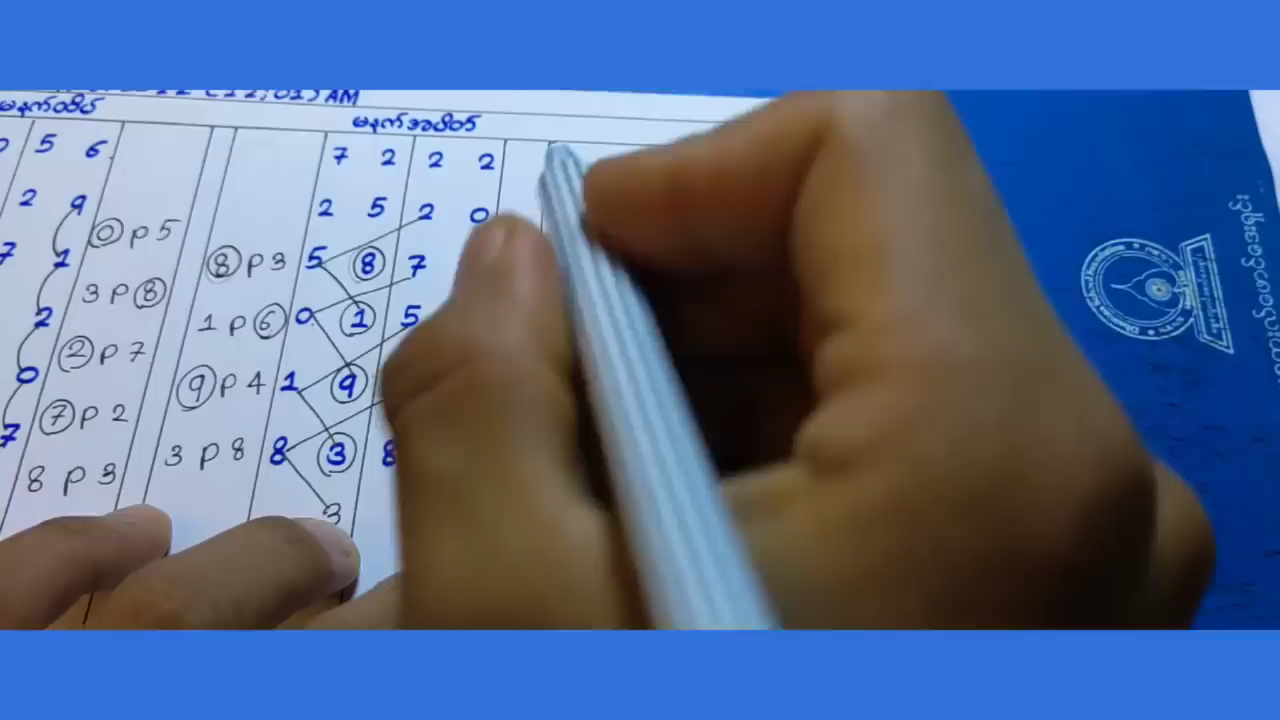 12,01) AM
မနက်ထိပ်
မနက်အပိတ်
5 6 7 2 2 2
2 9 2 5 2 0
0 P 5
7 1 8 P 3 5 8 7
3 P 8
2 1 P 6 0 1 5
2 P 7
0 9 P 4 1 9
7 7 P 2 3 P 8 8 3 8
8 P 3
3